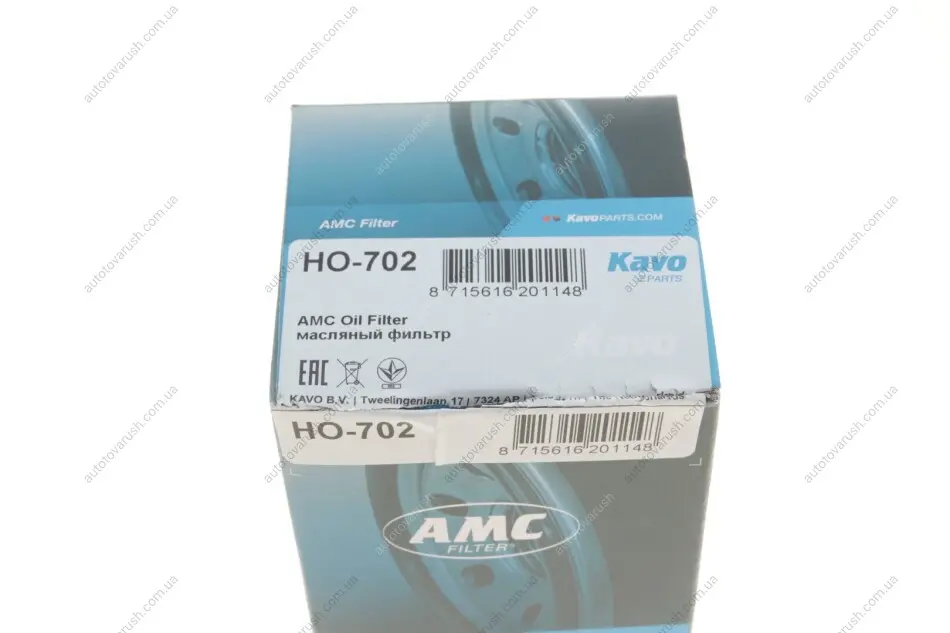 AMC Filter
KAVOPARTS.COM
HO-702
8 715616 201148
Kavo
PARTS
AMC Oil Filter
масляный фильтр
Kavo
EAC
KAVO B.V. | Tweelingenlaan 17 | 7324 AP |
HO-702
8 715616 201148
AMC
FILTER®
autotovarush.com.ua